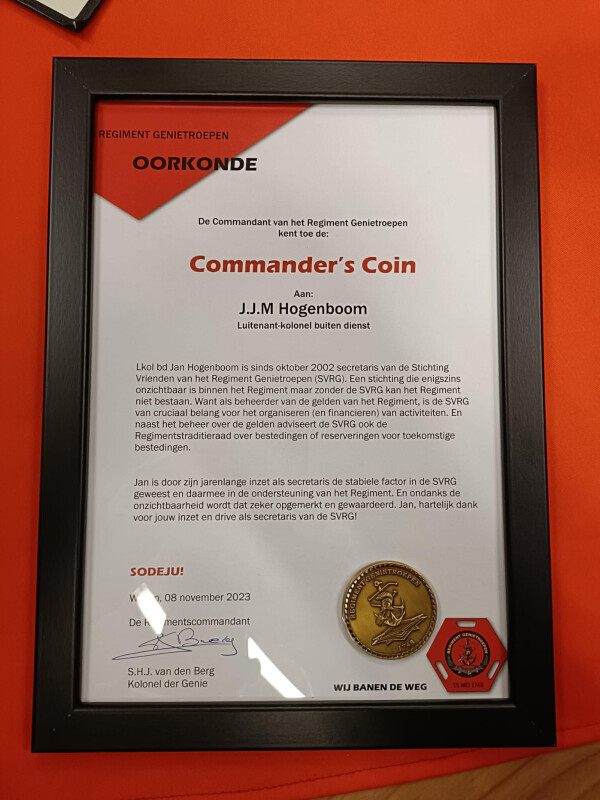 REGIMENT GENIETROEPEN
OORKONDE
De Commandant van het Regiment Genietroepen
kent toe de:
Commander's Coin
Aan:
J.J.M Hogenboom
Luitenant-kolonel buiten dienst
Lkol bd Jan Hogenboom is sinds oktober 2002 secretaris van de Stichting
Vrienden van het Regiment Genietroepen (SVRG). Een stichting die enigszins
onzichtbaar is binnen het Regiment maar zonder de SVRG kan het Regiment
niet bestaan. Want als beheerder van de gelden van het Regiment, is de SVRG
van cruciaal belang voor het organiseren (en financieren) van activiteiten. En
naast het beheer over de gelden adviseert de SVRG ook de
Regimentstraditieraad over bestedingen of reserveringen voor toekomstige
bestedingen.
Jan is door zijn jarenlange inzet als secretaris de stabiele factor in de SVRG
geweest en daarmee in de ondersteuning van het Regiment. En ondanks de
onzichtbaarheid wordt dat zeker opgemerkt en gewaardeerd. Jan, hartelijk dank
voor jouw inzet en drive als secretaris van de SVRG!
SODEJU!
08 november 2023
De
S.H.J. van den Berg
Kolonel der Genie
REGIMENT GENIETROEPEN
1748
WIJ BANEN DE WEG
REGIMENT GENIETROEPEN